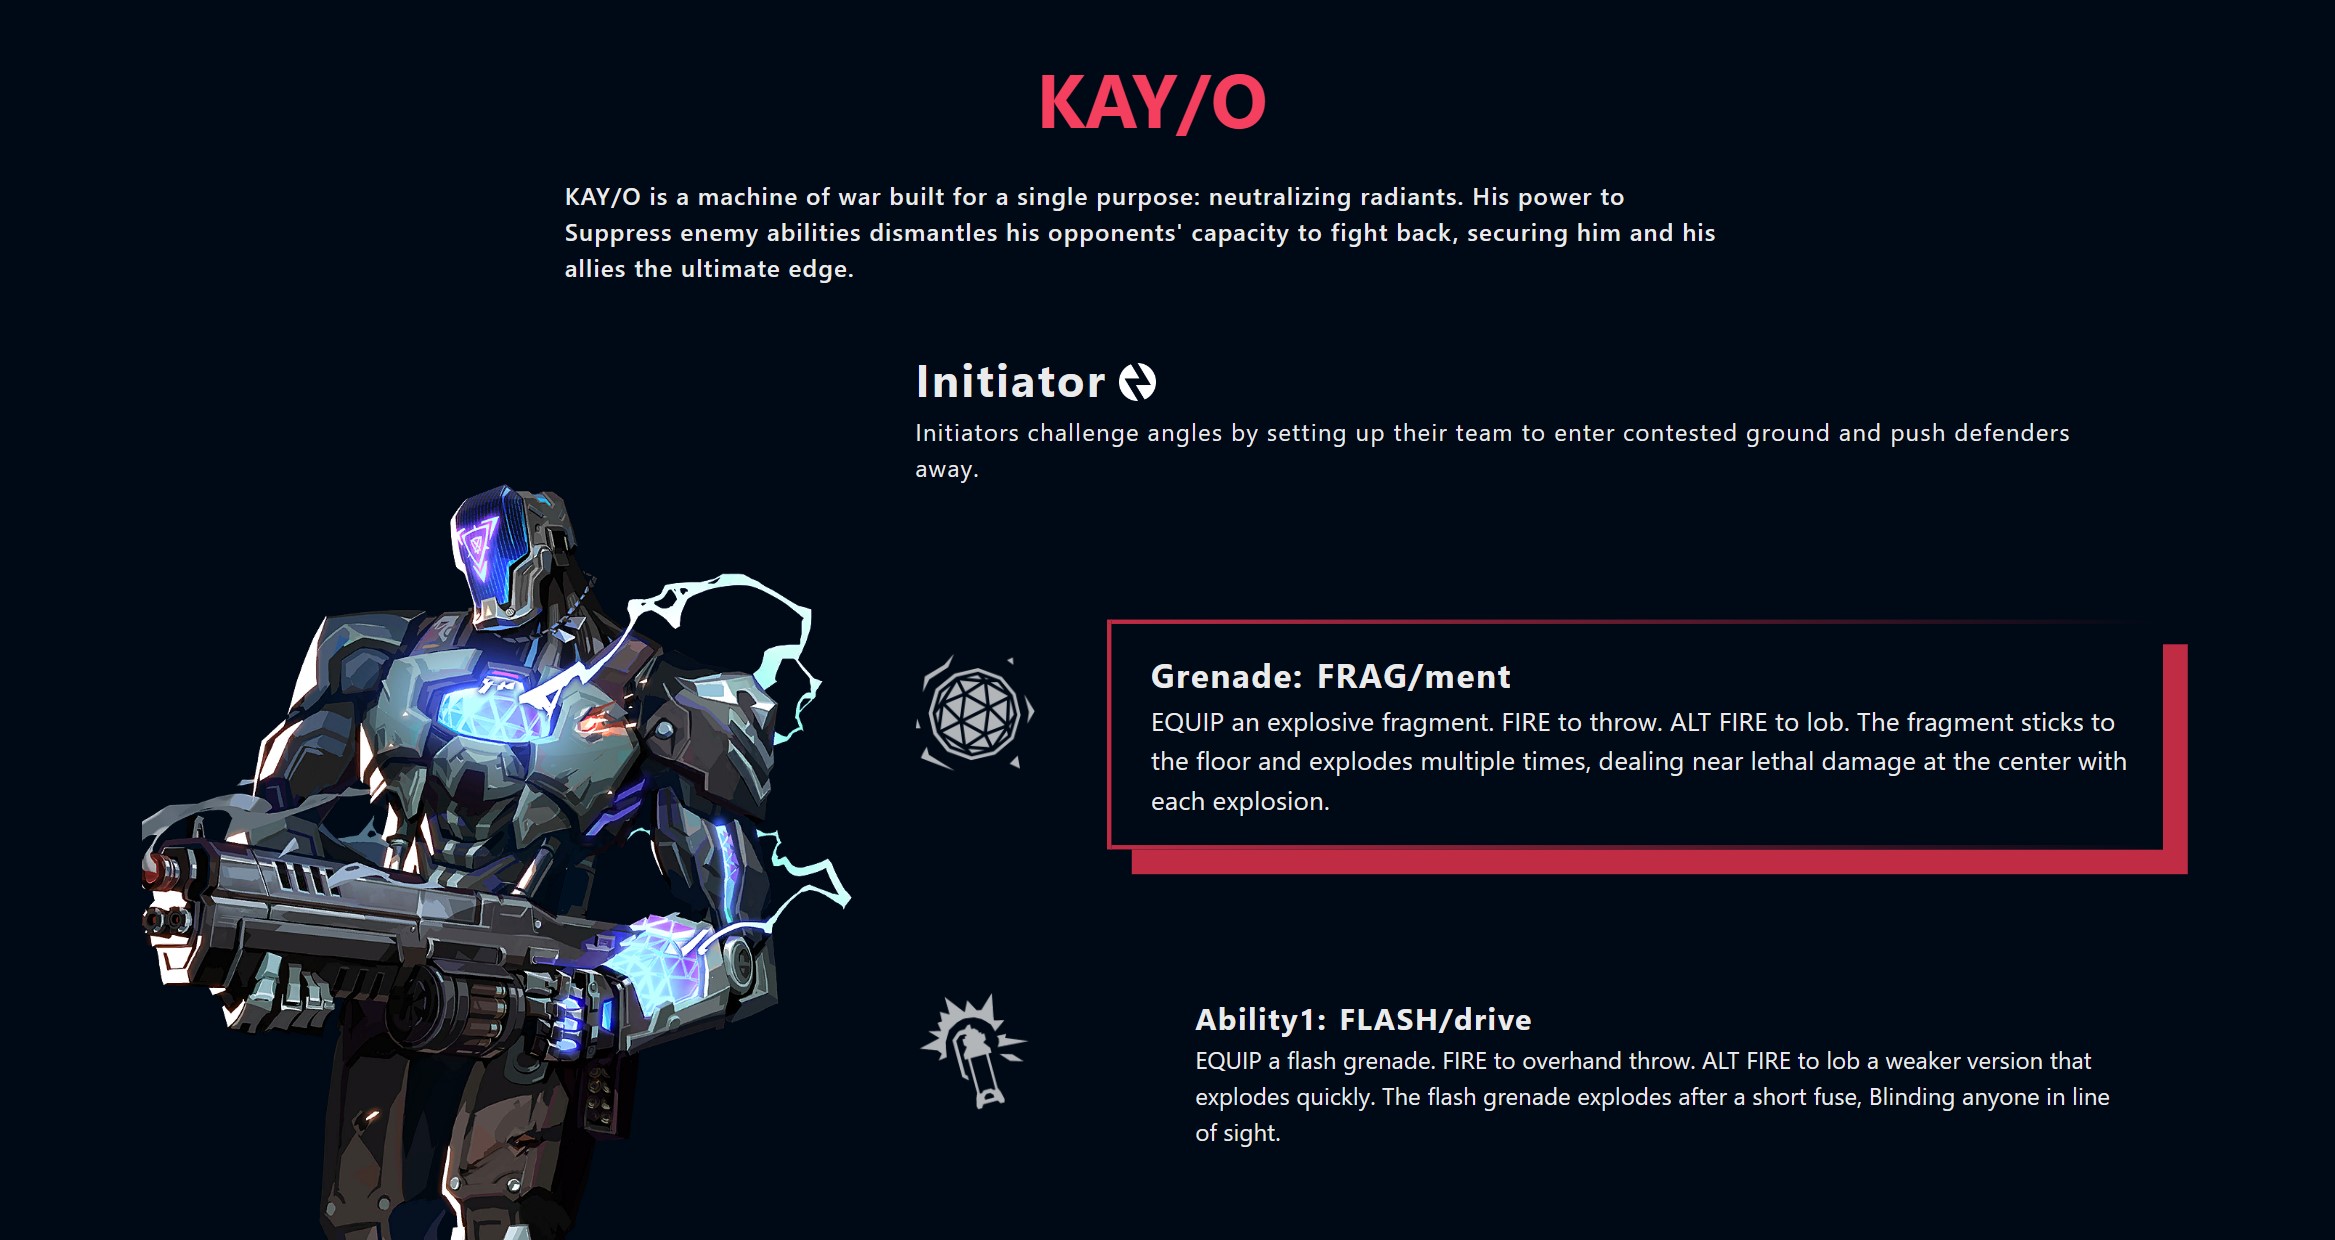 KAY/O
KAY/O is a machine of war built for a single purpose: neutralizing radiants. His power to
Suppress enemy abilities dismantles his opponents' capacity to fight back, securing him and his
allies the ultimate edge.
Initiator
Initiators challenge angles by setting up their team to enter contested ground and push defenders
away.
Grenade: FRAG/ment
EQUIP an explosive fragment. FIRE to throw. ALT FIRE to lob. The fragment sticks to
the floor and explodes multiple times, dealing near lethal damage at the center with
each explosion.
Ability1: FLASH/drive
EQUIP a flash grenade. FIRE to overhand throw. ALT FIRE to lob a weaker version that
explodes quickly. The flash grenade explodes after a short fuse, Blinding anyone in line
of sight.